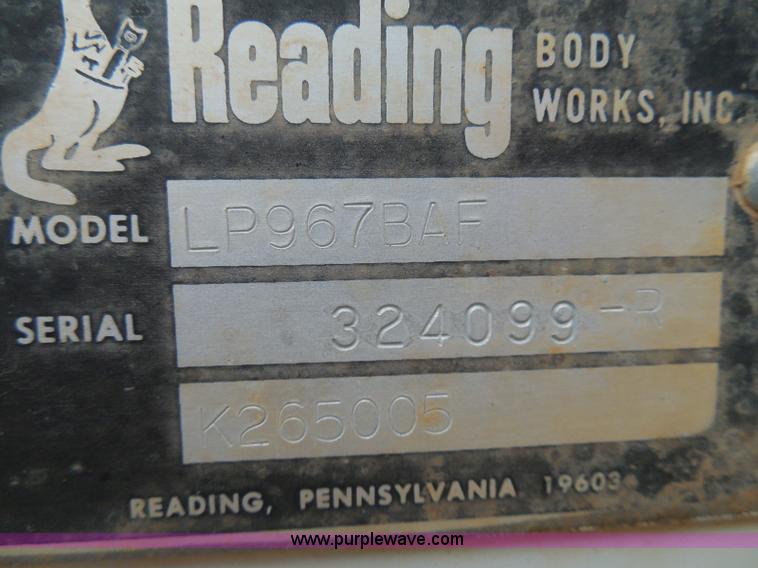 Reading BODY WORKS, INC.
MODEL LP967BAF
SERIAL 324099-R
K265005
READING, PENNSYLVANIA 19603
www.purplewave.com